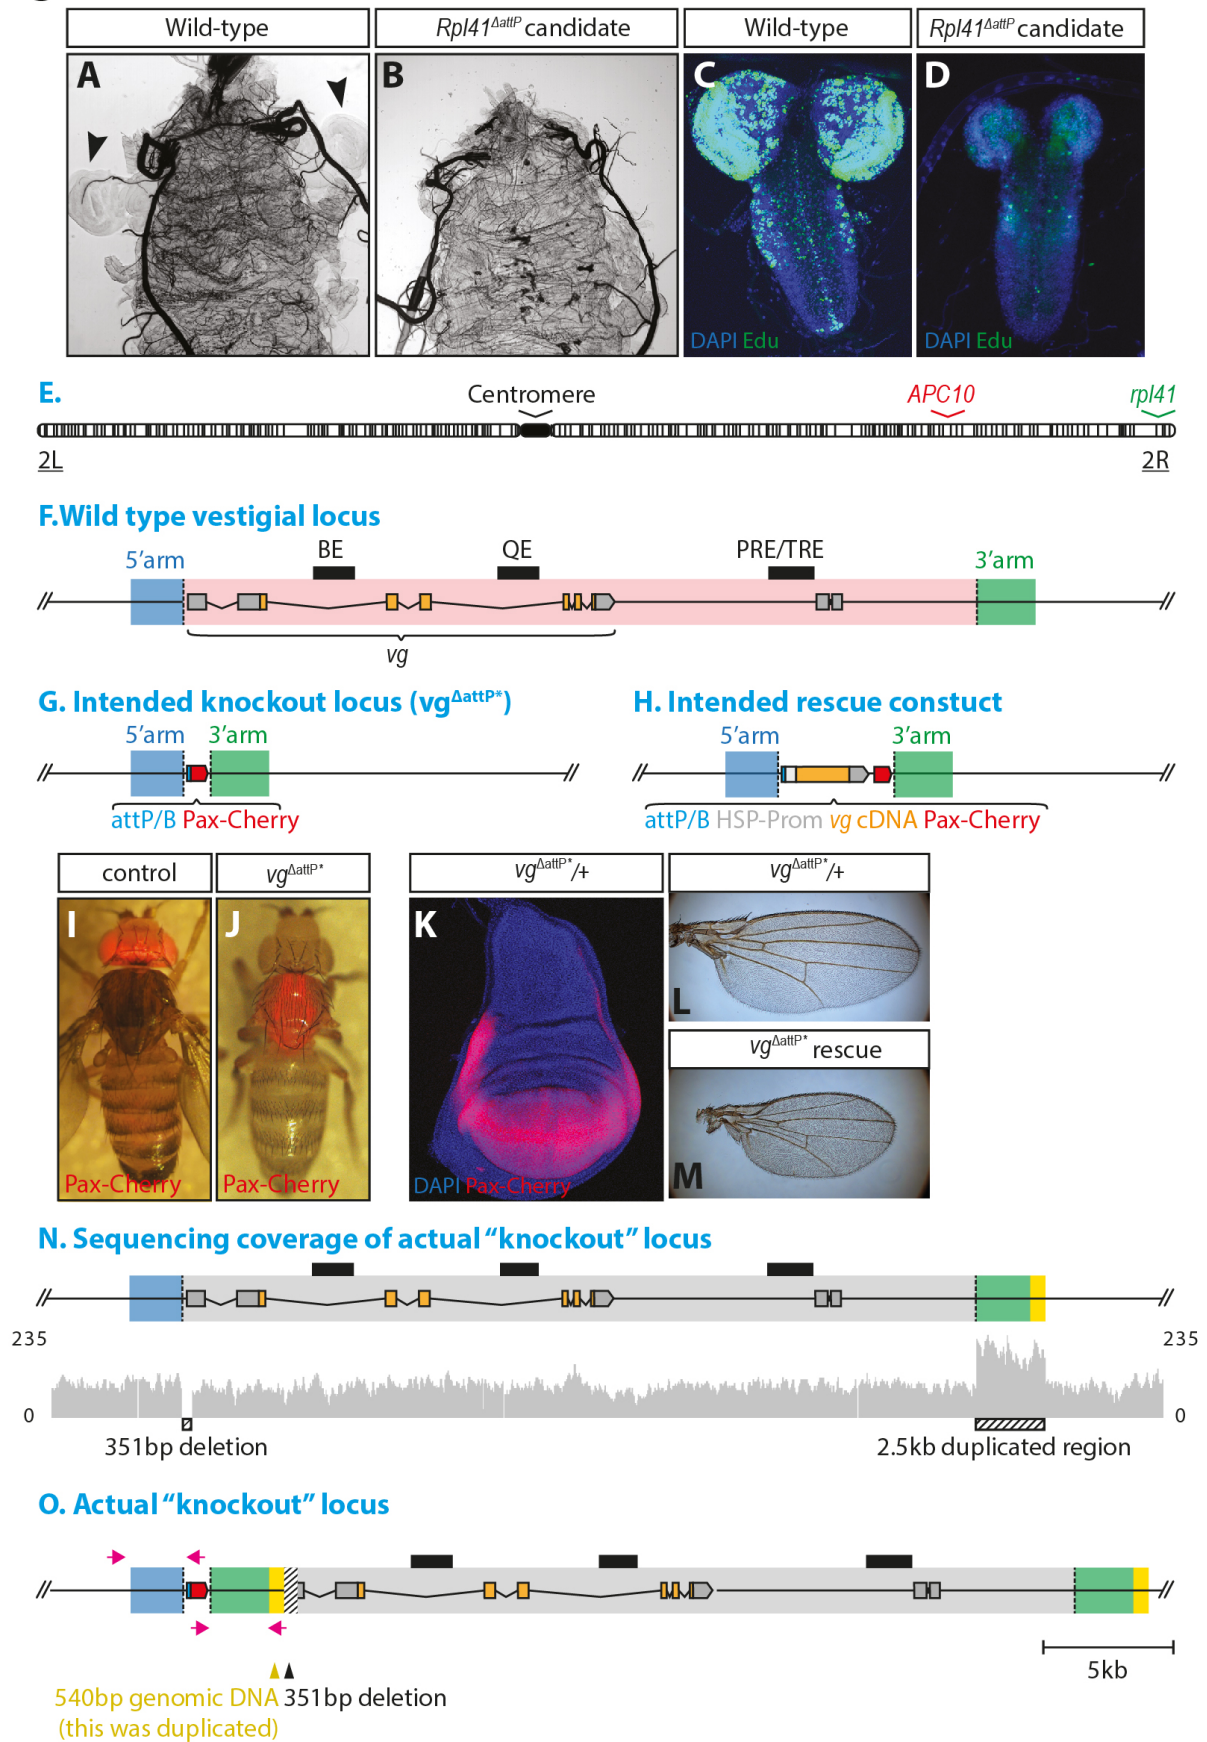 Wild-type
Rpl41ΔattP candidate
Wild-type
Rpl41ΔattP candidate
A
B
C
D
DAPI Edu
DAPI Edu
E.
Centromere
APC10
rpl41
2L
2R
F.Wild type vestigial locus
5’arm
BE
QE
PRE/TRE
3’arm
vg
G. Intended knockout locus (vgΔattP*)
H. Intended rescue constuct
5’arm
3’arm
5’arm
3’arm
attP/B Pax-Cherry
attP/B HSP-Prom vg cDNA Pax-Cherry
control
vgΔattP*
vgΔattP*/+
vgΔattP*/+
I
J
K
L
vgΔattP* rescue
M
Pax-Cherry
Pax-Cherry
DAPI Pax-Cherry
N. Sequencing coverage of actual “knockout” locus
235
235
0
0
351bp deletion
2.5kb duplicated region
O. Actual “knockout” locus
5kb
540bp genomic DNA
351bp deletion
(this was duplicated)